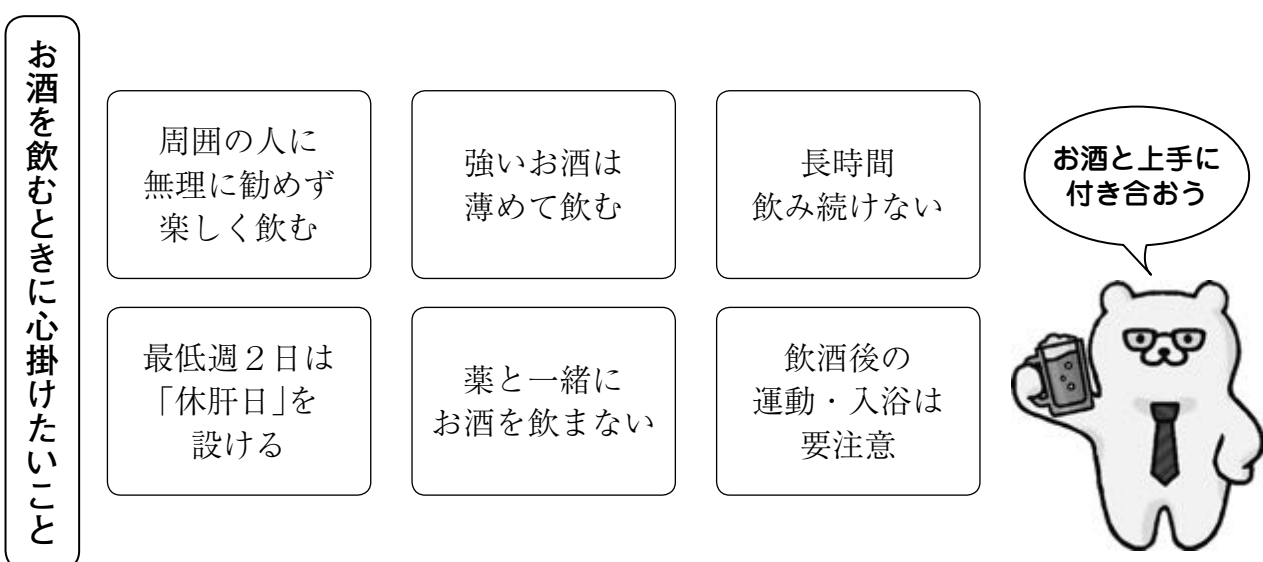 お酒を飲むときに心掛けたいこと
周囲の人に
無理に勧めず
楽しく飲む
強いお酒は
薄めて飲む
長時間
飲み続けない
最低週２日は
「休肝日」を
設ける
薬と一緒に
お酒を飲まない
飲酒後の
運動・入浴は
要注意
お酒と上手に
付き合おう